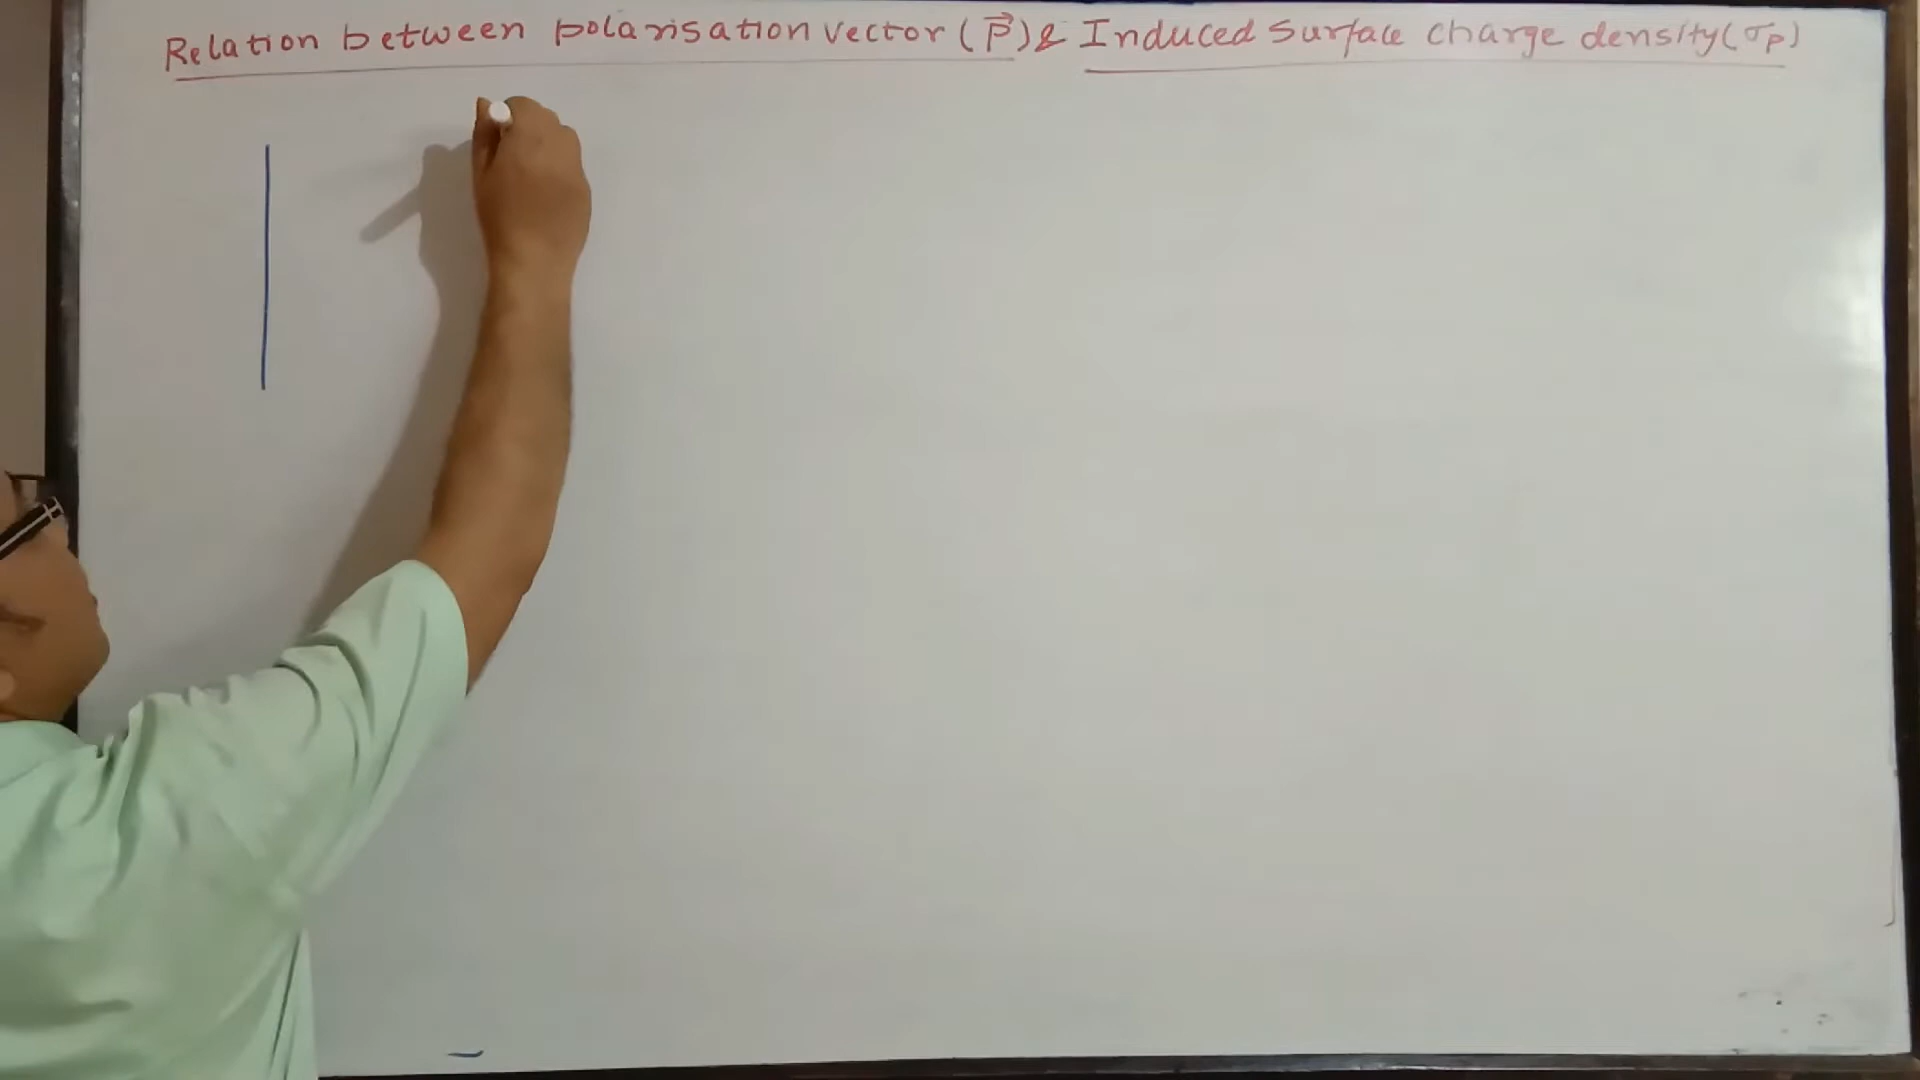 Relation between polarisation vector (P⃗) & Induced surface charge density (σₚ)